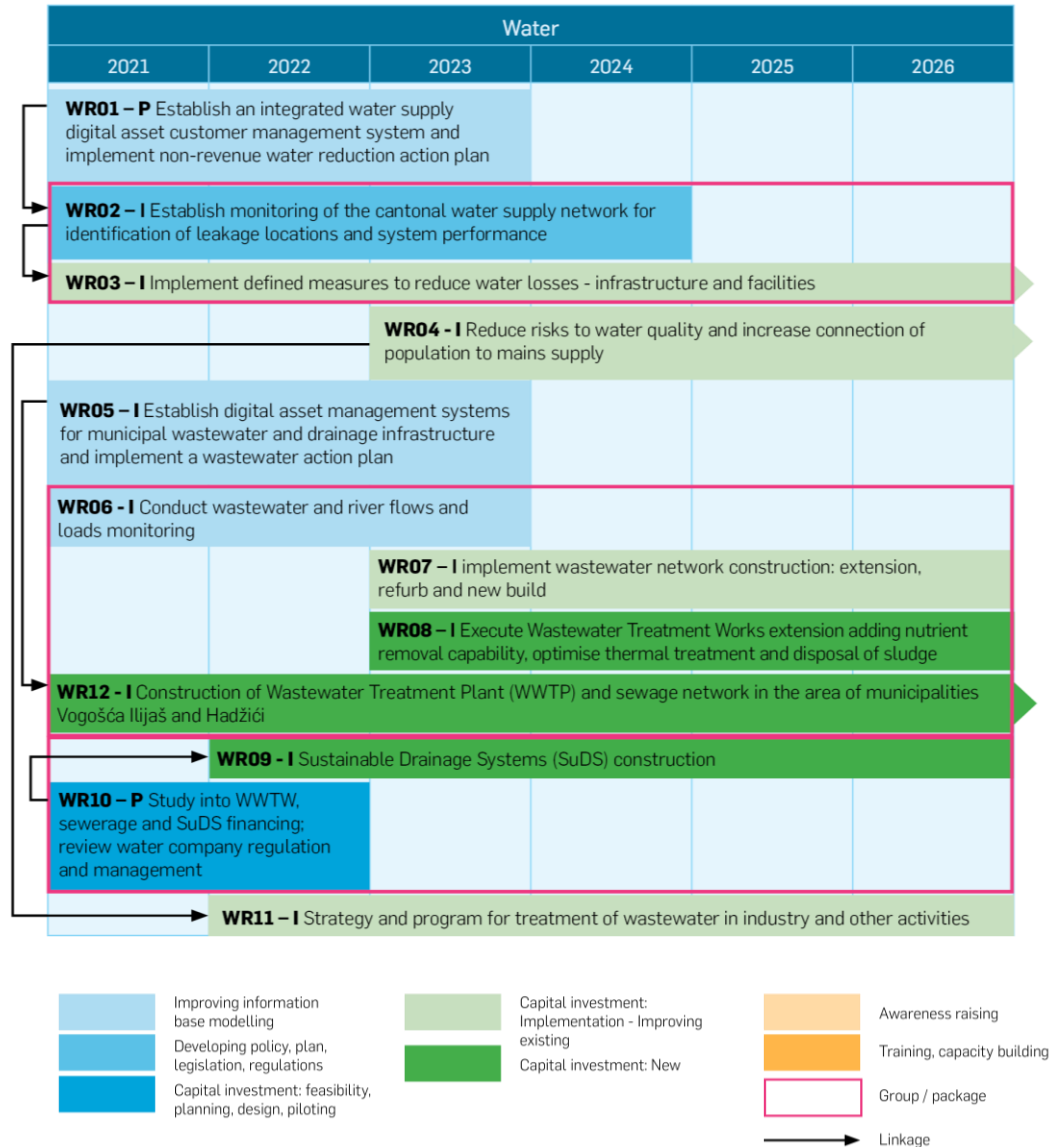 Water
2021 2022 2023 2024 2025 2026
WR01 – P Establish an integrated water supply
digital asset customer management system and
implement non-revenue water reduction action plan
WR02 – I Establish monitoring of the cantonal water supply network for
identification of leakage locations and system performance
WR03 – I Implement defined measures to reduce water losses - infrastructure and facilities
WR04 - I Reduce risks to water quality and increase connection of
population to mains supply
WR05 – I Establish digital asset management systems
for municipal wastewater and drainage infrastructure
and implement a wastewater action plan
WR06 - I Conduct wastewater and river flows and
loads monitoring
WR07 – I implement wastewater network construction: extension,
refurb and new build
WR08 – I Execute Wastewater Treatment Works extension adding nutrient
removal capability, optimise thermal treatment and disposal of sludge
WR12 - I Construction of Wastewater Treatment Plant (WWTP) and sewage network in the area of municipalities
Vogošća Ilijaš and Hadžići
WR09 - I Sustainable Drainage Systems (SuDS) construction
WR10 – P Study into WWTW,
sewerage and SuDS financing;
review water company regulation
and management
WR11 – I Strategy and program for treatment of wastewater in industry and other activities
Improving information
base modelling
Developing policy, plan,
legislation, regulations
Capital investment: feasibility,
planning, design, piloting
Capital investment:
Implementation - Improving
existing
Capital investment: New
Awareness raising
Training, capacity building
Group / package
Linkage